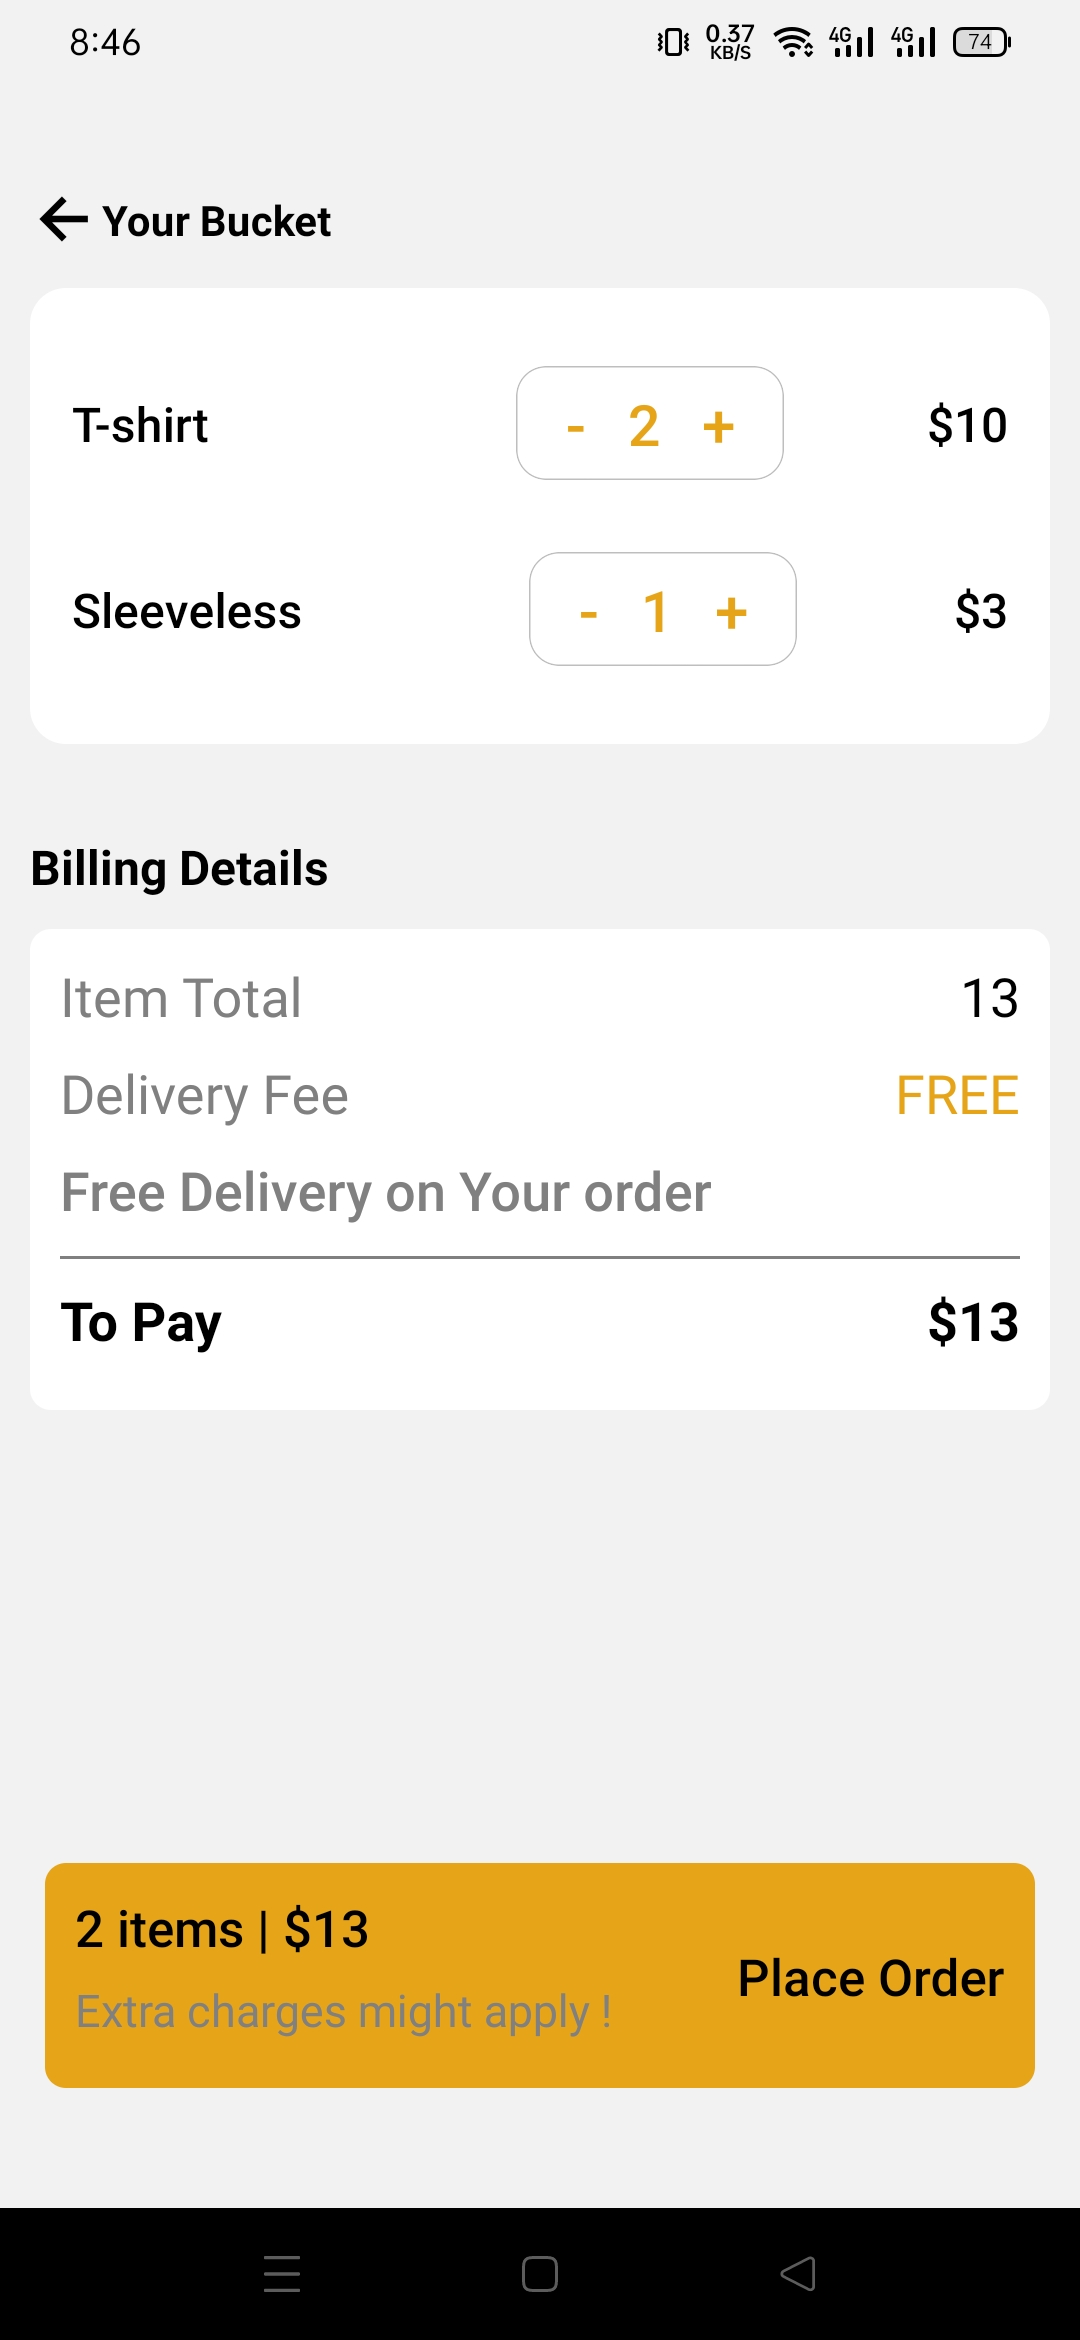 8:46 0.37 KB/S 4G 4G 74
Your Bucket
T-shirt - 2 + $10
Sleeveless - 1 + $3
Billing Details
Item Total 13
Delivery Fee FREE
Free Delivery on Your order
To Pay $13
2 items | $13
Place Order
Extra charges might apply !